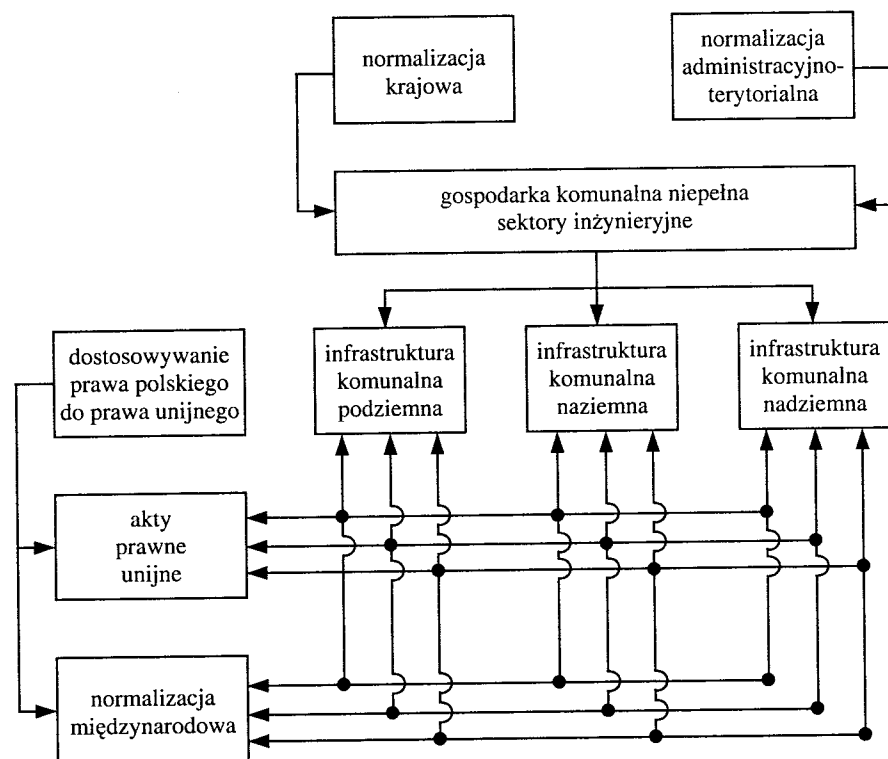 normalizacja
krajowa
normalizacja
administracyjno-
terytorialna
gospodarka komunalna niepełna
sektory inżynieryjne
dostosowywanie
prawa polskiego
do prawa unijnego
infrastruktura
komunalna
podziemna
infrastruktura
komunalna
naziemna
infrastruktura
komunalna
nadziemna
akty
prawne
unijne
normalizacja
międzynarodowa